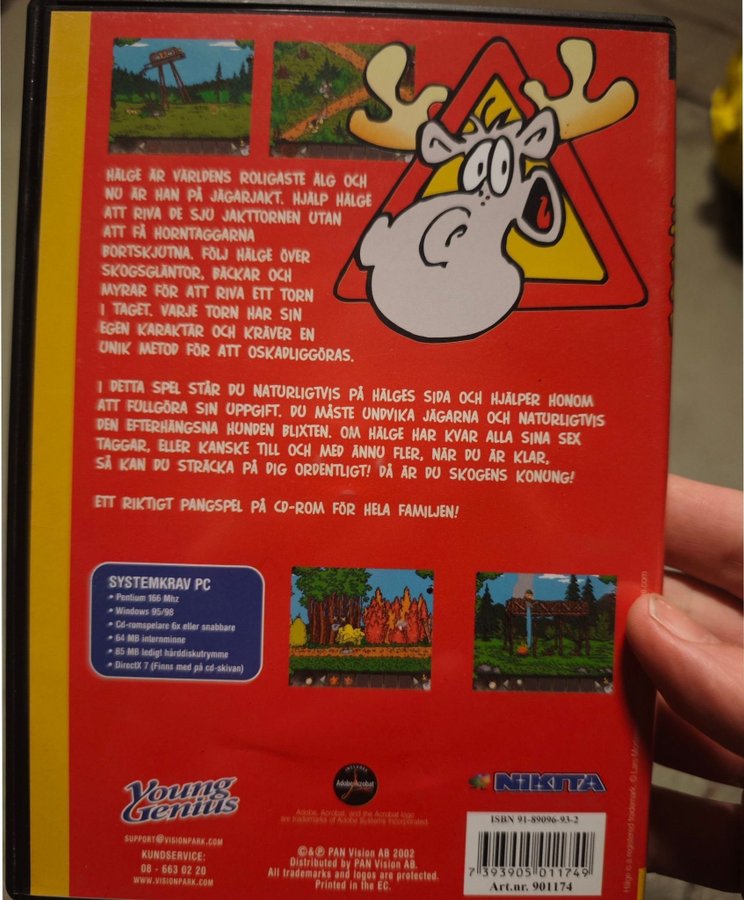 HÄLGE ÄR VÄRLDENS ROLIGASTE ÄLG OCH
NU ÄR HAN PÅ JÄGARJAKT. HJÄLP HÄLGE
ATT RIVA DE SJU JAKTTORNEN UTAN
ATT FÅ HORNTAGGARNA
BORTSKJUTNA. FÖLJ HÄLGE ÖVER
SKOGSGLÄNTOR, BÄCKAR OCH
MYRAR FÖR ATT RIVA ETT TORN
I TAGET. VARJE TORN HAR SIN
EGEN KARAKTÄR OCH KRÄVER EN
UNIK METOD FÖR ATT OSKADLIGGÖRAS.
I DETTA SPEL STÅR DU NATURLIGTVIS PÅ HÄLGES SIDA OCH HJÄLPER HONOM
ATT FULLGÖRA SIN UPPGIFT. DU MÅSTE UNDVIKA JÄGARNA OCH NATURLIGTVIS
DEN EFTERHÄNGSNA HUNDEN BLIXTEN. OM HÄLGE HAR KVAR ALLA SINA SEX
TAGGAR, ELLER KANSKE TILL OCH MED ÄNNU FLER, NÄR DU ÄR KLAR,
SÅ KAN DU STRÄCKA PÅ DIG ORDENTLIGT! DÅ ÄR DU SKOGENS KONUNG!
ETT RIKTIGT PANGSPEL PÅ CD-ROM FÖR HELA FAMILJEN!
SYSTEMKRAV PC
• Pentium 166 Mhz
• Windows 95/98
• Cd-romspelare 6x eller snabbare
• 64 MB internminne
• 85 MB ledigt hårddiskutrymme
• DirectX 7 (Finns med på cd-skivan)
Young Genius
SUPPORT@VISIONPARK.COM
KUNDSERVICE:
08 - 663 02 20
WWW.VISIONPARK.COM
INCLUDES
Adobe Acrobat
Adobe, Acrobat, and the Acrobat logo
are trademarks of Adobe Systems Incorporated.
©&℗ PAN Vision AB 2002
Distributed by PAN Vision AB.
All trademarks and logos are protected.
Printed in the EC.
NIKITA
ISBN 91-89096-93-2
7 393905 011749
Art.nr. 901174
Hälge is a registered trademark. © Lars